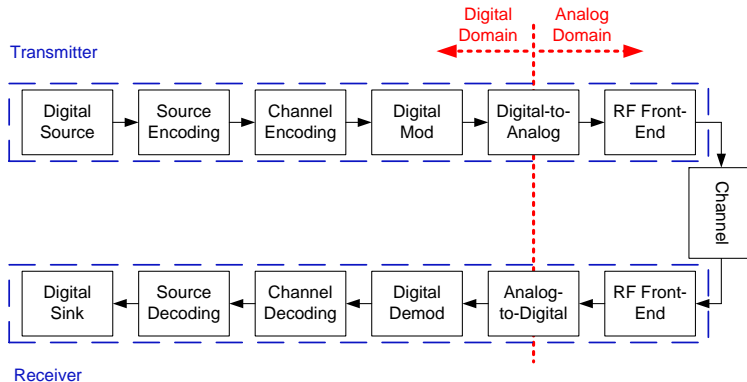 Digital
Domain
Analog
Domain
Transmitter
Digital
Source
Source
Encoding
Channel
Encoding
Digital
Mod
Digital-to-
Analog
RF Front-
End
Channel
Digital
Sink
Source
Decoding
Channel
Decoding
Digital
Demod
Analog-
to-Digital
RF Front-
End
Receiver